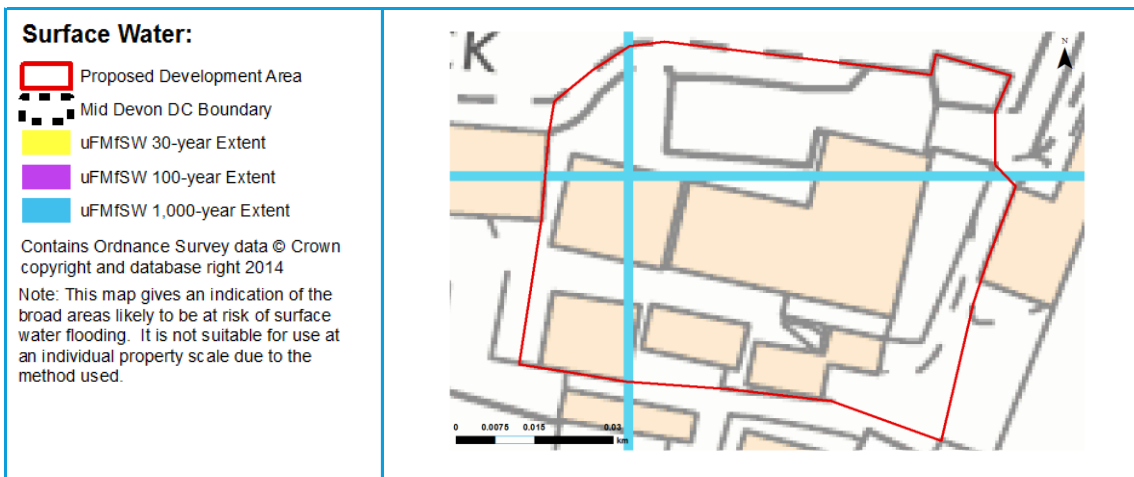 Surface Water:
Proposed Development Area
Mid Devon DC Boundary
uFMfSW 30-year Extent
uFMfSW 100-year Extent
uFMfSW 1,000-year Extent
Contains Ordnance Survey data © Crown
copyright and database right 2014
Note: This map gives an indication of the
broad areas likely to be at risk of surface
water flooding. It is not suitable for use at
an individual property scale due to the
method used.
N
0 0.0075 0.015 0.03
km